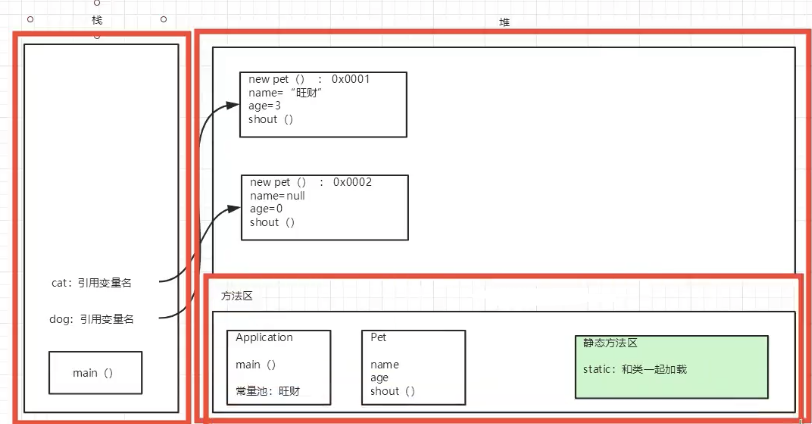 栈
堆
new pet（）： 0x0001
name=“旺财”
age=3
shout（）
new pet（）： 0x0002
name=null
age=0
shout（）
cat：引用变量名
dog：引用变量名
main（）
方法区
Application
main（）
常量池：旺财
Pet
name
age
shout（）
静态方法区
static：和类一起加载